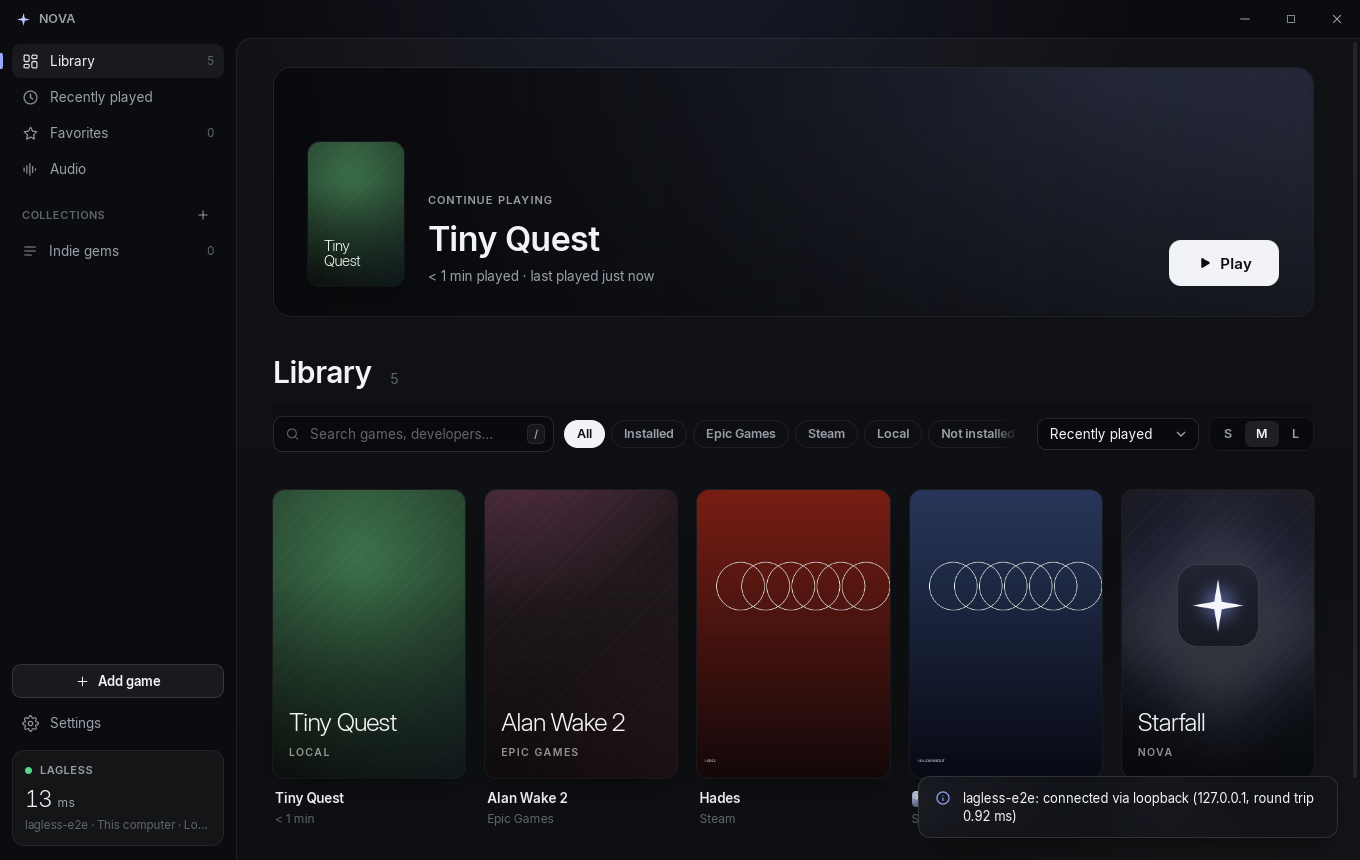 NOVA
Library 5
Recently played
Favorites 0
Audio
COLLECTIONS
Indie gems 0
Add game
Settings
LAGLESS
13 ms
lagless-e2e · This computer · Lo...
Tiny
Quest
CONTINUE PLAYING
Tiny Quest
< 1 min played · last played just now
Play
Library 5
Search games, developers... /
All Installed Epic Games Steam Local Not installed
Recently played
S M L
Tiny Quest
LOCAL
Alan Wake 2
EPIC GAMES
Starfall
NOVA
Tiny Quest
< 1 min
Alan Wake 2
Epic Games
Hades
Steam
lagless-e2e: connected via loopback (127.0.0.1, round trip
0.92 ms)